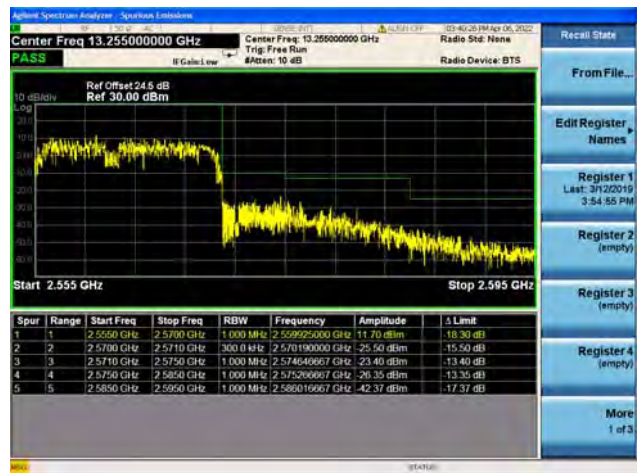 Agilent Spectrum Analyzer - Spurious Emissions
03:40:26 PM Apr 06, 2022
Center Freq 13.255000000 GHz
Center Freq: 13.255000000 GHz
Radio Std: None
Trig: Free Run
PASS
IFGain:Low
#Atten: 10 dB
Radio Device: BTS
Ref Offset 24.5 dB
10 dB/div
Ref 30.00 dBm
Log
Start 2.555 GHz
Stop 2.595 GHz
Spur Range Start Freq Stop Freq RBW Frequency Amplitude Δ Limit
1 1 2.5550 GHz 2.5700 GHz 1.000 MHz 2.559925000 GHz 11.70 dBm -18.30 dB
2 2 2.5700 GHz 2.5710 GHz 300.0 kHz 2.570190000 GHz -25.50 dBm -15.50 dB
3 3 2.5710 GHz 2.5750 GHz 1.000 MHz 2.574646667 GHz -23.40 dBm -13.40 dB
4 4 2.5750 GHz 2.5850 GHz 1.000 MHz 2.575266667 GHz -26.35 dBm -13.35 dB
5 5 2.5850 GHz 2.5950 GHz 1.000 MHz 2.586016667 GHz -42.37 dBm -17.37 dB
MSG
STATUS
Recall State
From File...
Edit Register
Names
Register 1
Last: 3/12/2019
3:54:55 PM
Register 2
(empty)
Register 3
(empty)
Register 4
(empty)
More
1 of 3